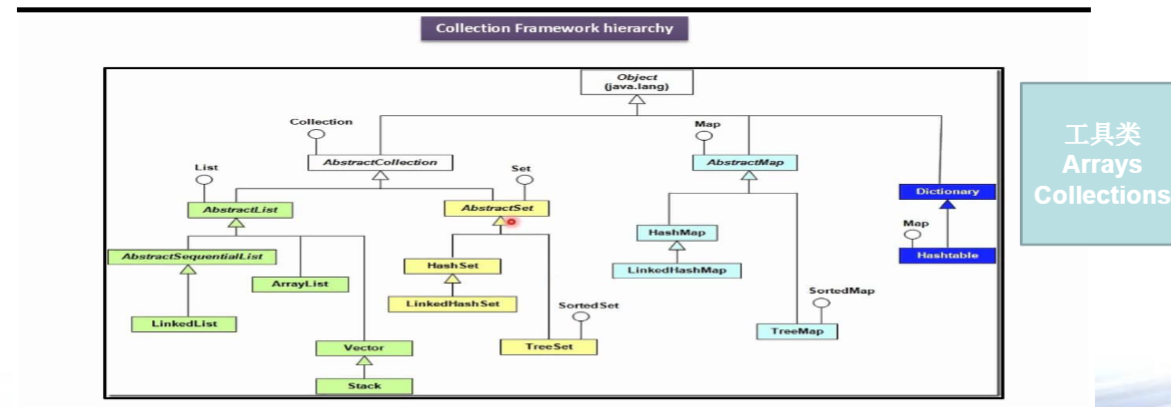 Collection Framework hierarchy
Object
(java.lang)
Collection
Map
AbstractCollection
AbstractMap
List
Set
Dictionary
AbstractList
AbstractSet
Map
HashMap
Hashtable
AbstractSequentialList
HashSet
LinkedHashMap
ArrayList
SortedMap
LinkedHashSet
SortedSet
LinkedList
TreeMap
Vector
TreeSet
Stack
工具类
Arrays
Collections